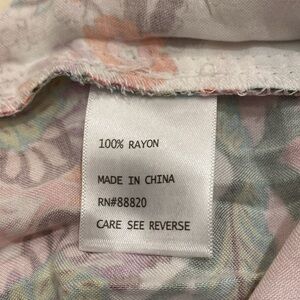 100% RAYON
MADE IN CHINA
RN#88820
CARE SEE REVERSE